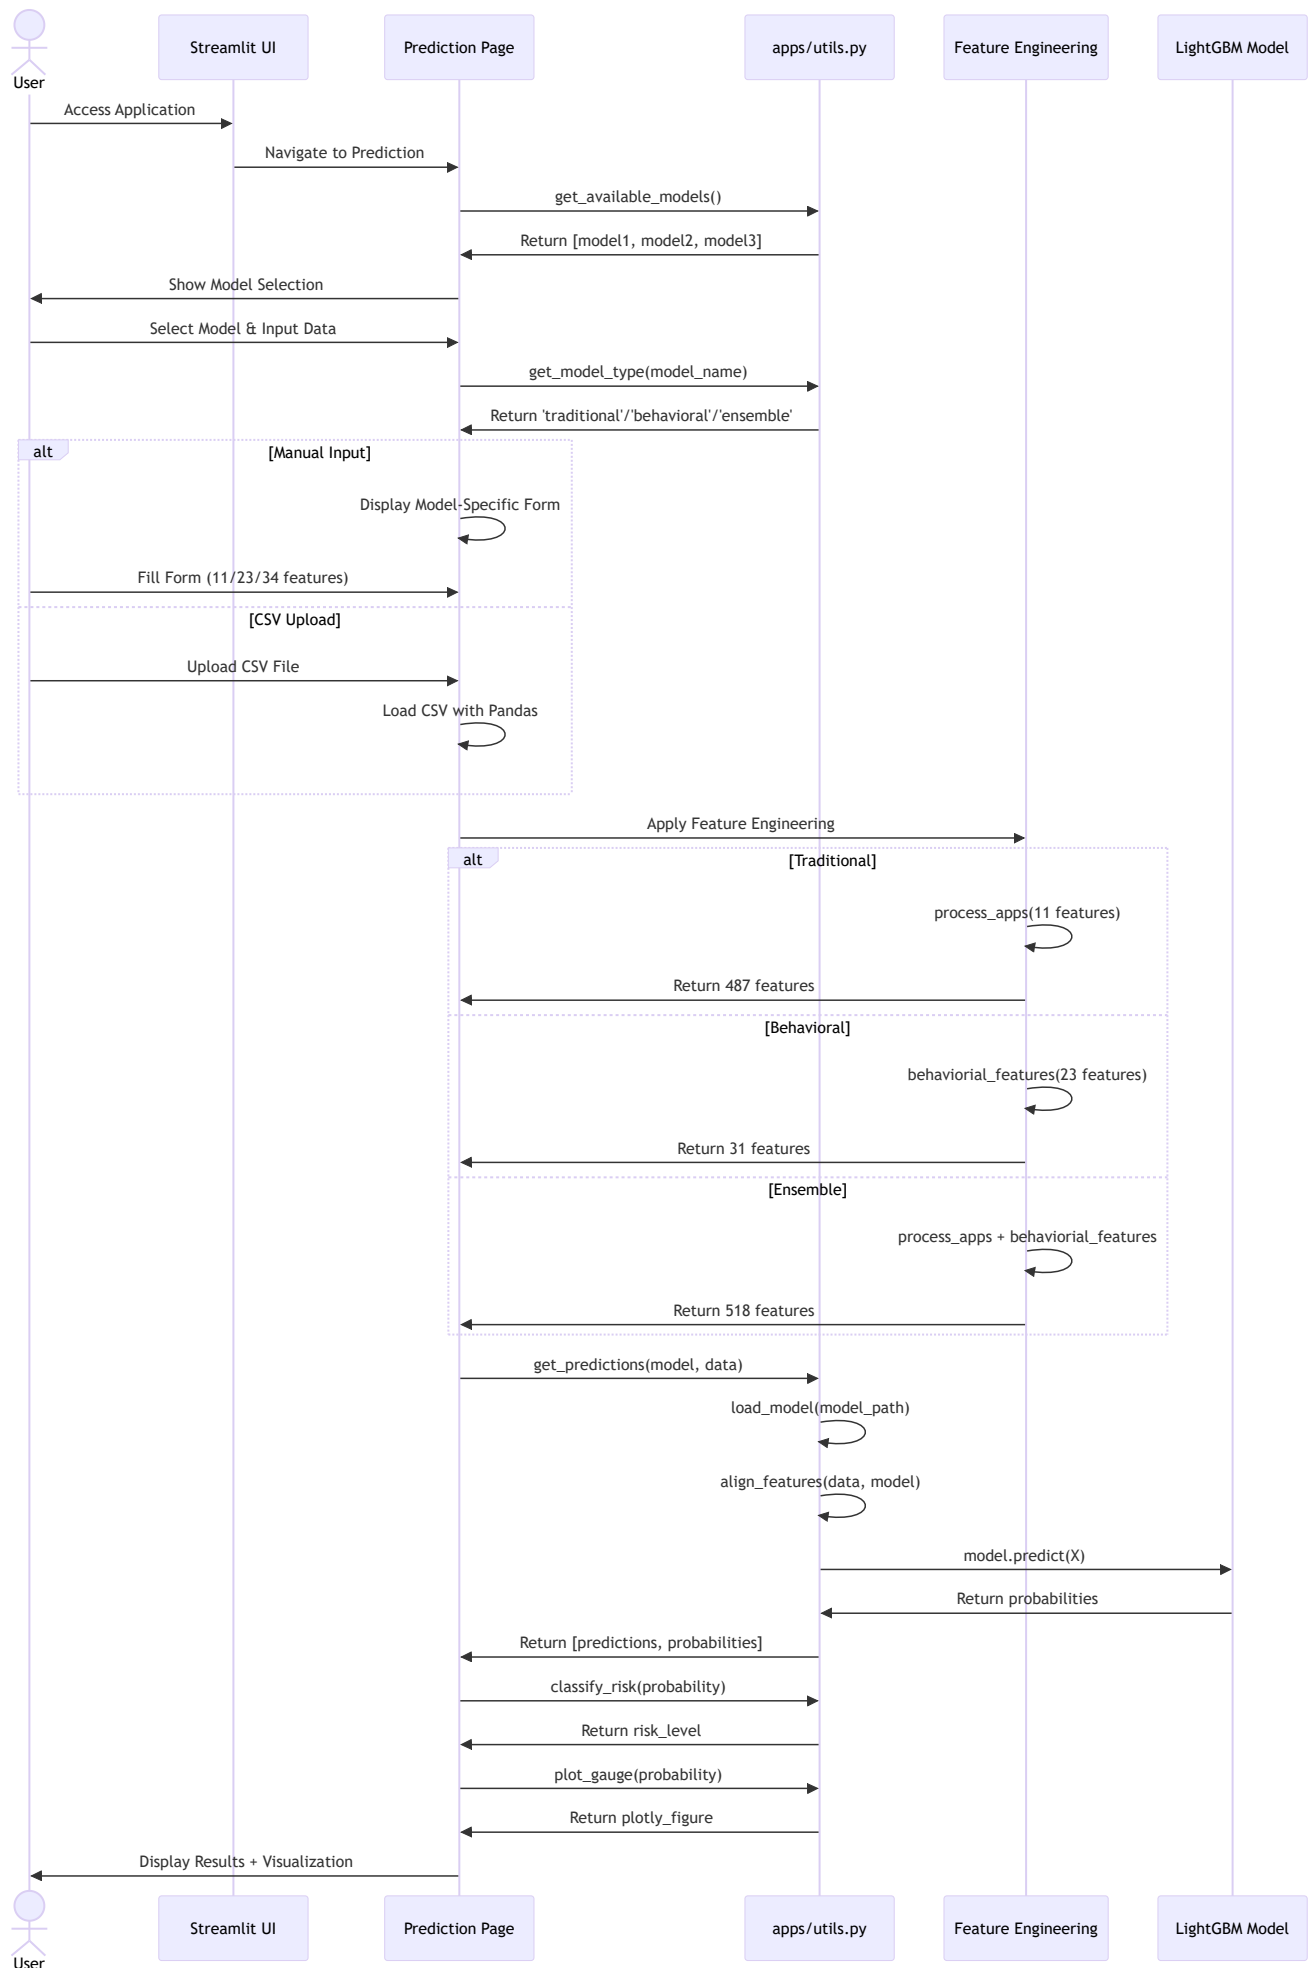 User
Streamlit UI
Prediction Page
apps/utils.py
Feature Engineering
LightGBM Model
Access Application
Navigate to Prediction
get_available_models()
Return [model1, model2, model3]
Show Model Selection
Select Model & Input Data
get_model_type(model_name)
Return 'traditional'/'behavioral'/'ensemble'
alt
[Manual Input]
Display Model-Specific Form
Fill Form (11/23/34 features)
[CSV Upload]
Upload CSV File
Load CSV with Pandas
Apply Feature Engineering
alt
[Traditional]
process_apps(11 features)
Return 487 features
[Behavioral]
behaviorial_features(23 features)
Return 31 features
[Ensemble]
process_apps + behaviorial_features
Return 518 features
get_predictions(model, data)
load_model(model_path)
align_features(data, model)
model.predict(X)
Return probabilities
Return [predictions, probabilities]
classify_risk(probability)
Return risk_level
plot_gauge(probability)
Return plotly_figure
Display Results + Visualization
User
Streamlit UI
Prediction Page
apps/utils.py
Feature Engineering
LightGBM Model